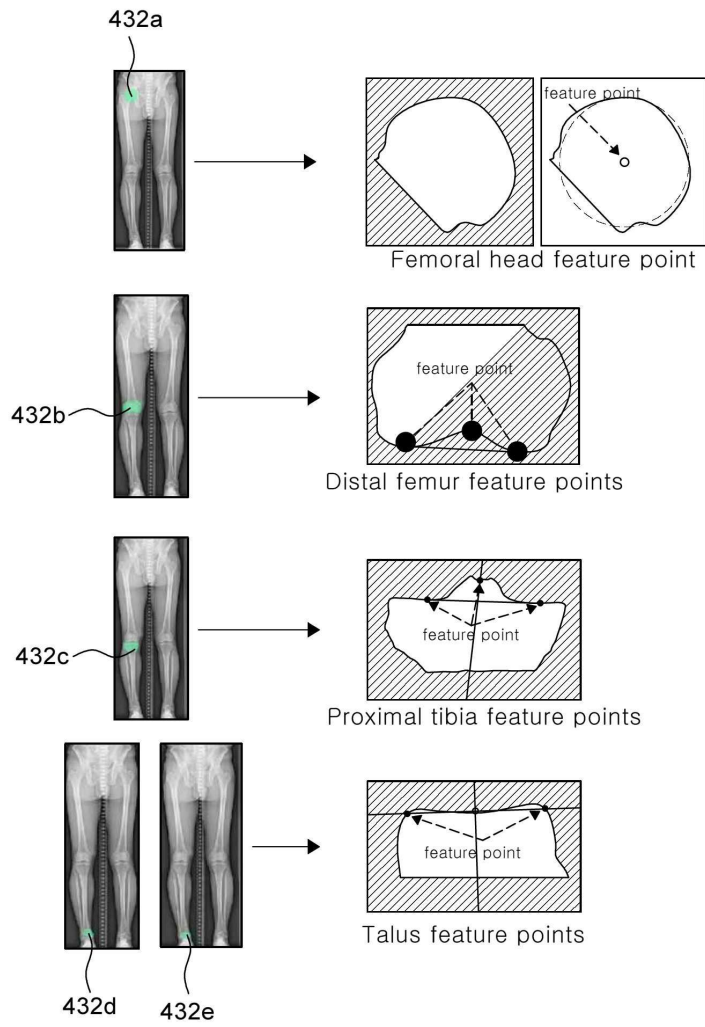 432a
feature point
Femoral head feature point
feature point
432b
Distal femur feature points
432c
feature point
Proximal tibia feature points
feature point
Talus feature points
432d
432e